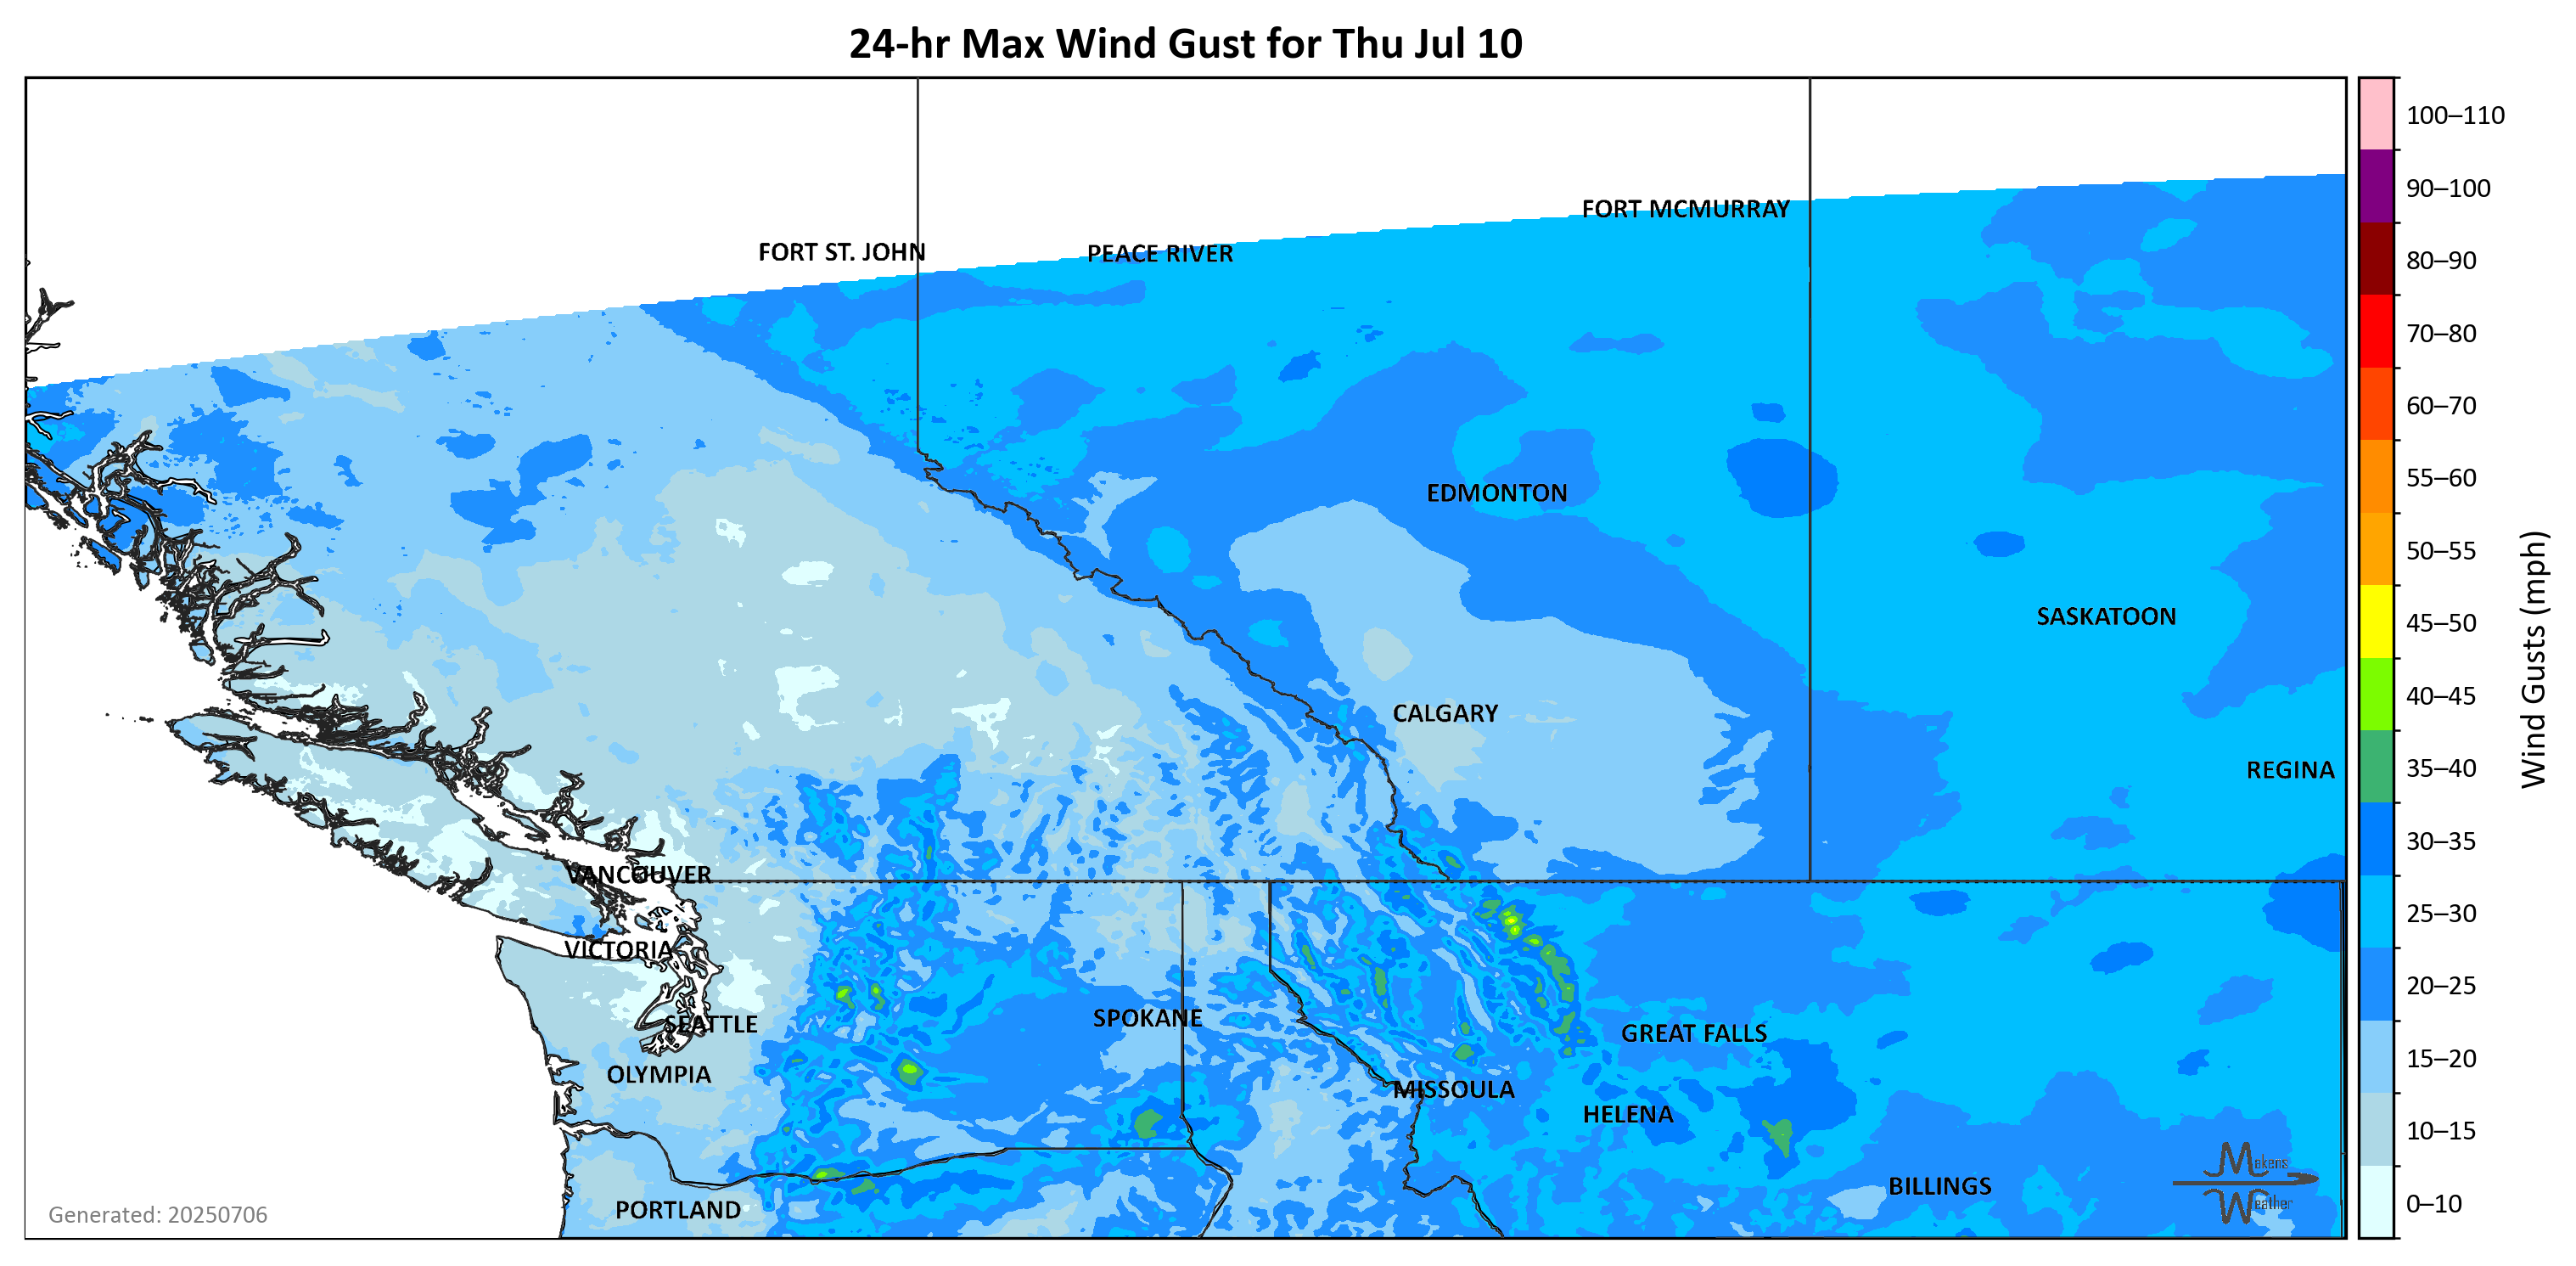 24-hr Max Wind Gust for Thu Jul 10
100–110
90–100
80–90
70–80
60–70
55–60
50–55
45–50
40–45
35–40
30–35
25–30
20–25
15–20
10–15
0–10
Wind Gusts (mph)
FORT MCMURRAY
FORT ST. JOHN
PEACE RIVER
EDMONTON
SASKATOON
CALGARY
REGINA
VANCOUVER
VICTORIA
SPOKANE
SEATTLE
GREAT FALLS
OLYMPIA
MISSOULA
HELENA
BILLINGS
PORTLAND
Makens
Weather
Generated: 20250706